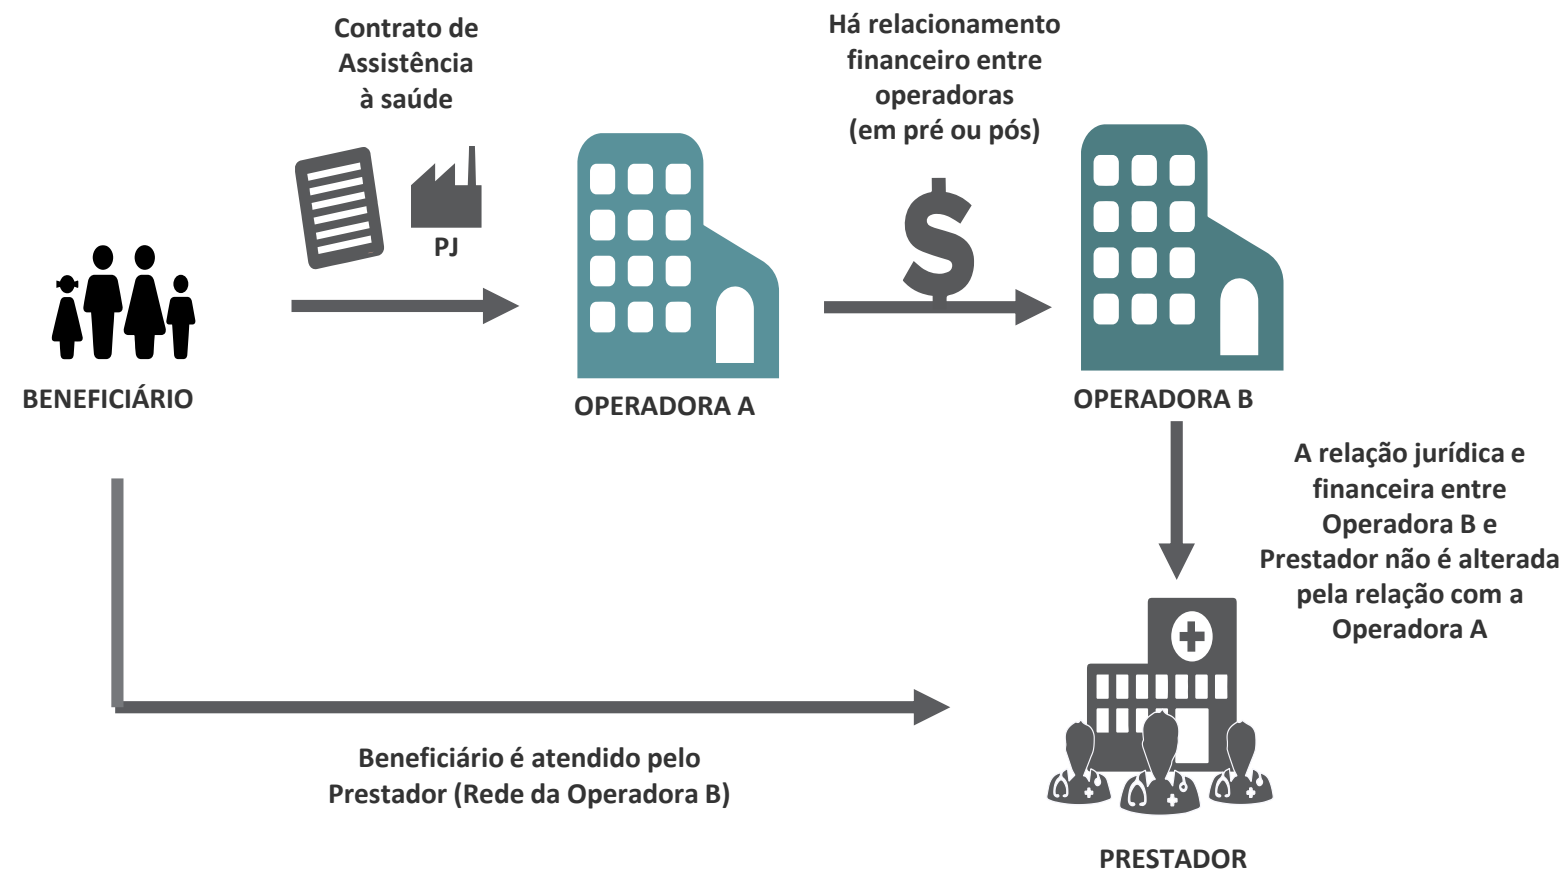 Contrato de
Assistência
à saúde
PJ
Há relacionamento
financeiro entre
operadoras
(em pré ou pós)
BENEFICIÁRIO
OPERADORA A
OPERADORA B
A relação jurídica e
financeira entre
Operadora B e
Prestador não é alterada
pela relação com a
Operadora A
Beneficiário é atendido pelo
Prestador (Rede da Operadora B)
PRESTADOR